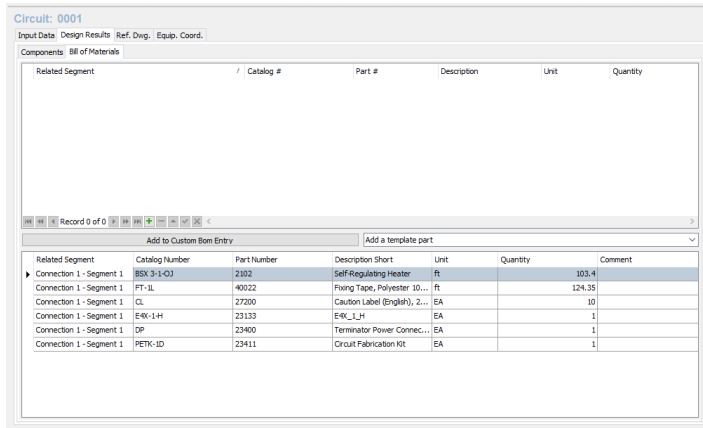 Circuit: 0001
Input Data Design Results Ref. Dwg. Equip. Coord.
Components Bill of Materials
Related Segment / Catalog # Part # Description Unit Quantity
Record 0 of 0
Add to Custom Bom Entry Add a template part
Related Segment Catalog Number Part Number Description Short Unit Quantity Comment
Connection 1 - Segment 1 BSX 3-1-OJ 2102 Self-Regulating Heater ft 103.4
Connection 1 - Segment 1 FT-1L 40022 Fixing Tape, Polyester 10... ft 124.35
Connection 1 - Segment 1 CL 27200 Caution Label (English), 2... EA 10
Connection 1 - Segment 1 E4X-1-H 23133 E4X_1_H EA 1
Connection 1 - Segment 1 DP 23400 Terminator Power Connec... EA 1
Connection 1 - Segment 1 PETK-1D 23411 Circuit Fabrication Kit EA 1